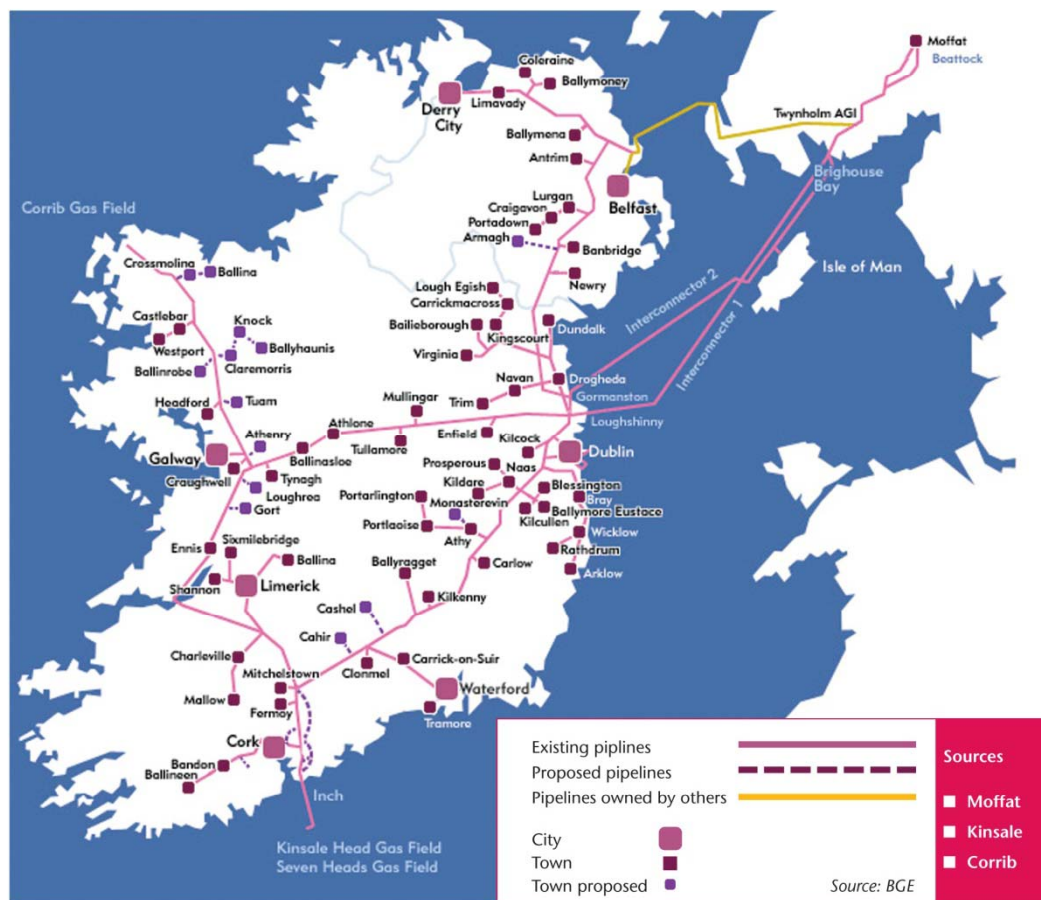 Moffat
Beattock
Coleraine
Ballymoney
Limavady
Derry
City
Twynholm AGI
Ballymena
Antrim
Brighouse
Bay
Belfast
Lurgan
Craigavon
Portadown
Armagh
Banbridge
Corrib Gas Field
Crossmolina
Ballina
Isle of Man
Newry
Lough Egish
Carrickmacross
Interconnector 2
Interconnector 1
Castlebar
Knock
Bailieborough
Kingscourt
Dundalk
Westport
Ballyhaunis
Virginia
Ballinrobe
Claremorris
Navan
Drogheda
Gormanston
Mullingar
Trim
Headford
Tuam
Athlone
Loughshinny
Athenry
Tullamore
Enfield
Kilcock
Galway
Ballinasloe
Dublin
Craughwell
Tynagh
Prosperous
Naas
Loughrea
Kildare
Blessington
Portarlington
Monasterevin
Bray
Gort
Ballymore Eustace
Kilcullen
Portlaoise
Athy
Wicklow
Ennis
Sixmilebridge
Rathdrum
Ballina
Ballyragget
Carlow
Arklow
Shannon
Limerick
Kilkenny
Cashel
Cahir
Charleville
Carrick-on-Suir
Mitchelstown
Clonmel
Waterford
Mallow
Fermoy
Tramore
Cork
Bandon
Ballineen
Inch
Kinsale Head Gas Field
Seven Heads Gas Field
Existing piplines
Proposed pipelines
Pipelines owned by others
City
Town
Town proposed
Source: BGE
Sources
Moffat
Kinsale
Corrib